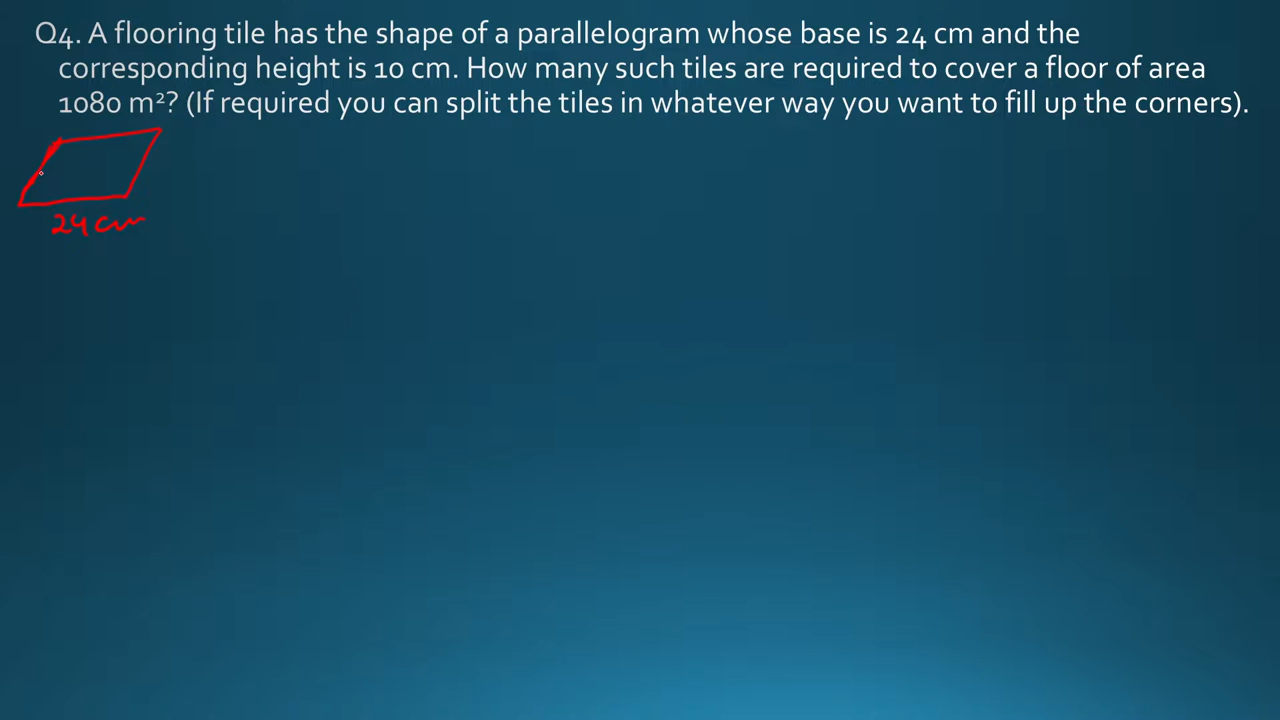 Q4. A flooring tile has the shape of a parallelogram whose base is 24 cm and the
corresponding height is 10 cm. How many such tiles are required to cover a floor of area
1080 m²? (If required you can split the tiles in whatever way you want to fill up the corners).
24 cm